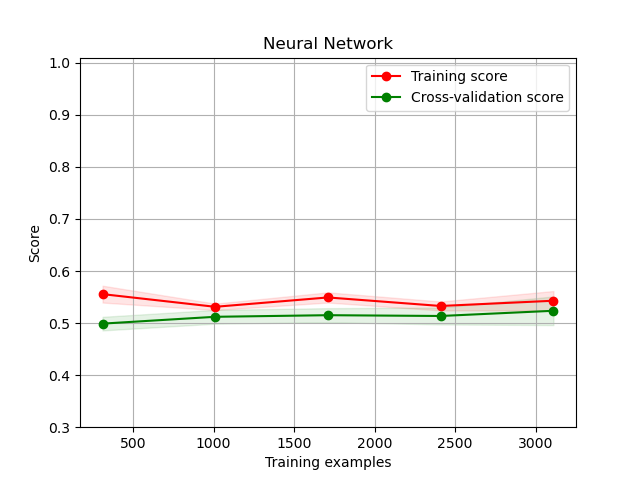 Neural Network
1.0
0.9
0.8
0.7
0.6
0.5
0.4
0.3
Score
Training score
Cross-validation score
500
1000
1500
2000
2500
3000
Training examples